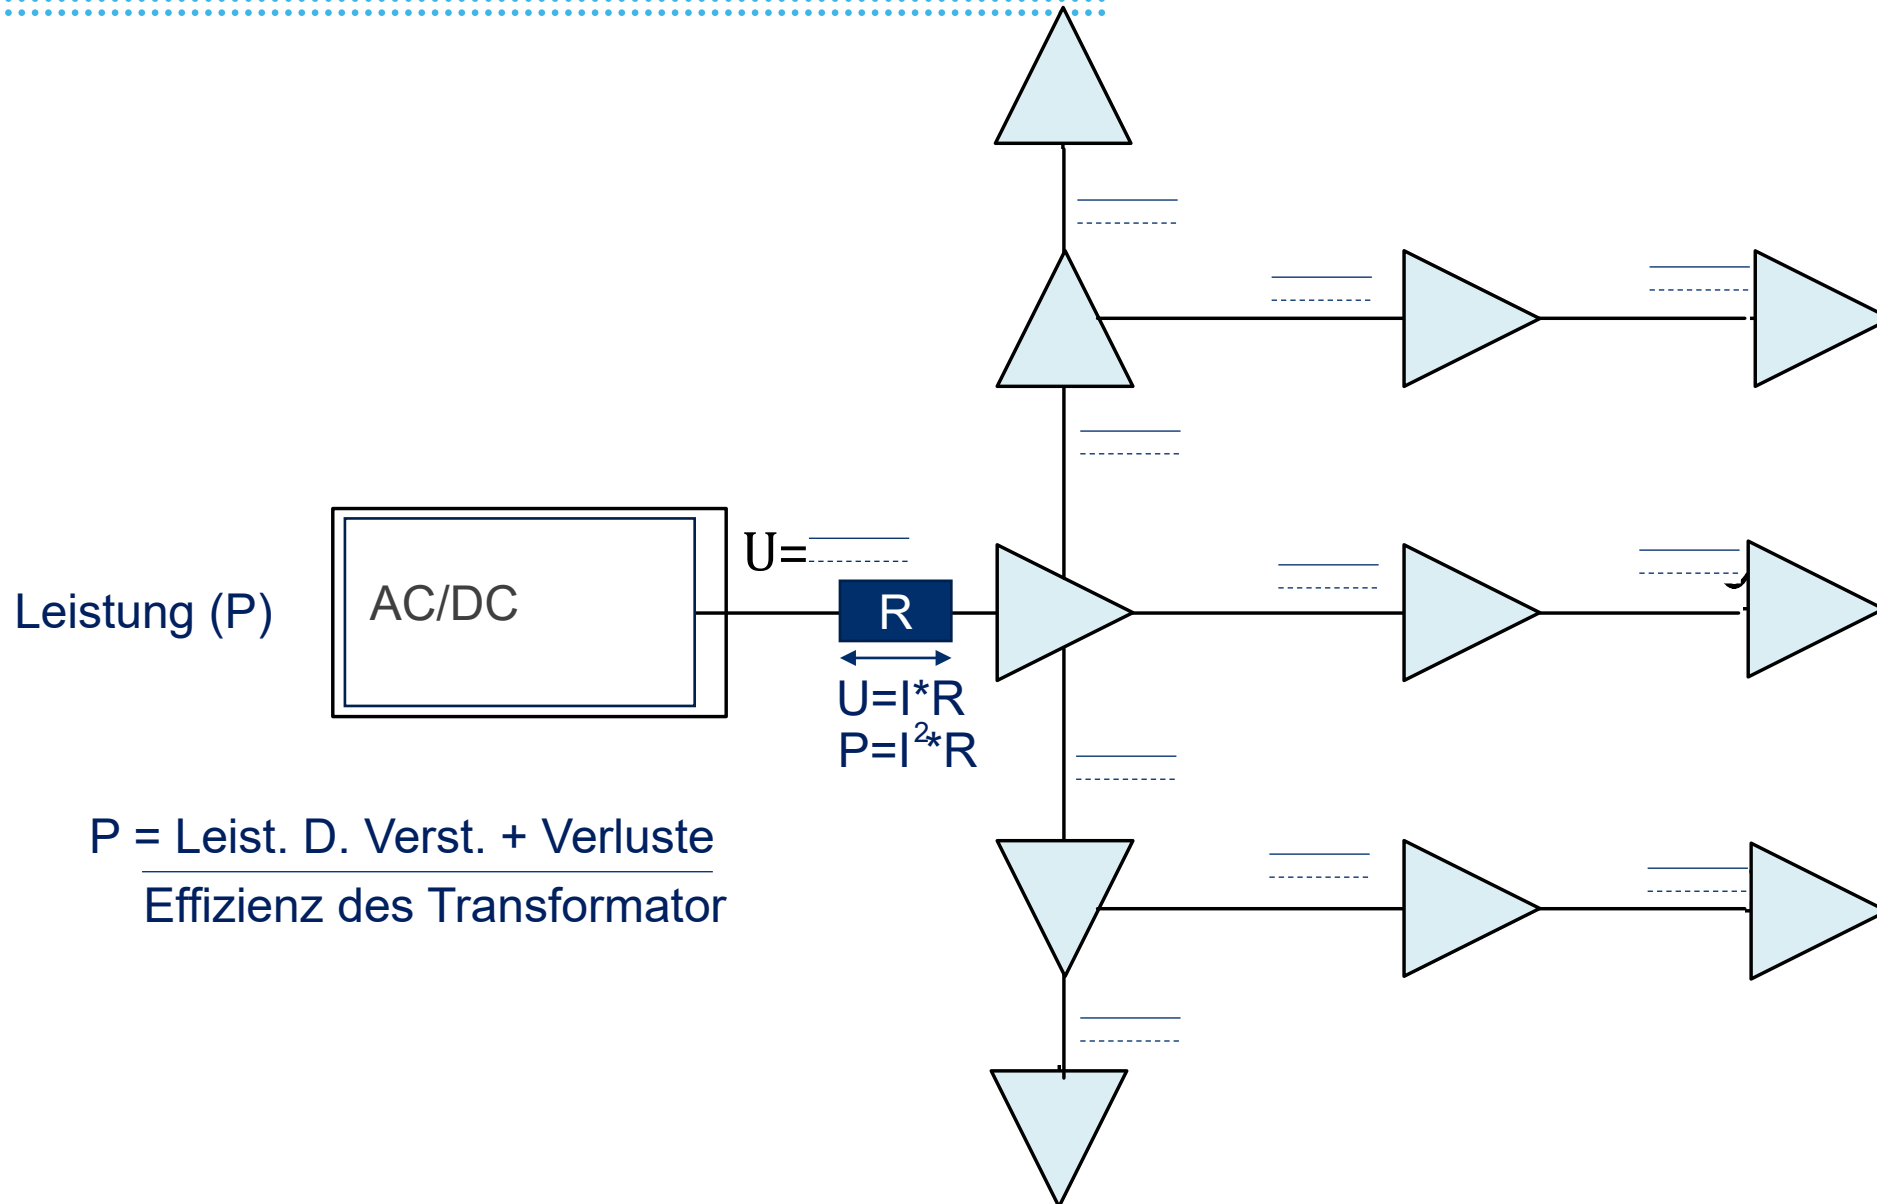 U=
Leistung (P)
AC/DC
R
U=I*R
P=I²*R
P = Leist. D. Verst. + Verluste
Effizienz des Transformator